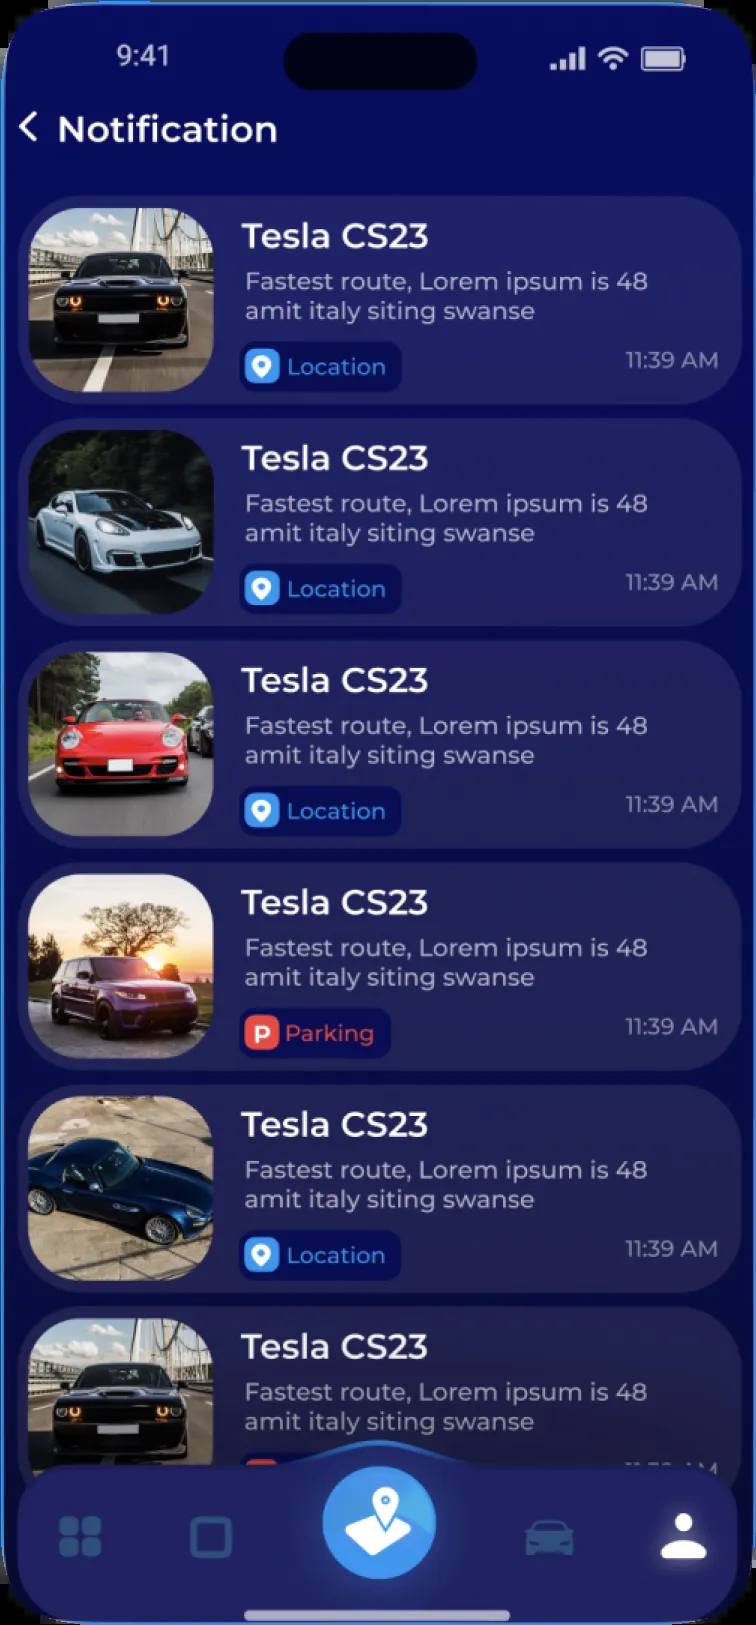 9:41
Notification
Tesla CS23
Fastest route, Lorem ipsum is 48
amit italy siting swanse
Location
11:39 AM
Tesla CS23
Fastest route, Lorem ipsum is 48
amit italy siting swanse
Location
11:39 AM
Tesla CS23
Fastest route, Lorem ipsum is 48
amit italy siting swanse
Location
11:39 AM
Tesla CS23
Fastest route, Lorem ipsum is 48
amit italy siting swanse
P Parking
11:39 AM
Tesla CS23
Fastest route, Lorem ipsum is 48
amit italy siting swanse
Location
11:39 AM
Tesla CS23
Fastest route, Lorem ipsum is 48
amit italy siting swanse